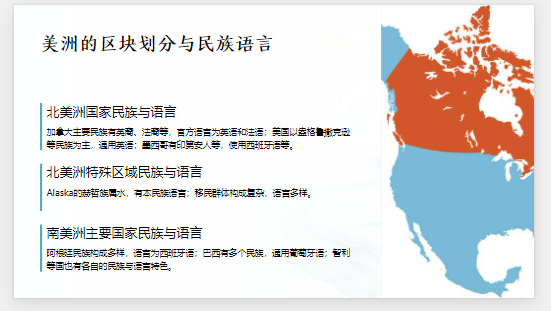 美洲的区块划分与民族语言
北美洲国家民族与语言
加拿大主要民族有英裔、法裔等，官方语言为英语和法语；美国以盎格鲁撒克逊
等民族为主，通用英语；墨西哥有印第安人等，使用西班牙语等。
北美洲特殊区域民族与语言
Alaska的赫哲族属水，有本民族语言；移民群体构成复杂，语言多样。
南美洲主要国家民族与语言
阿根廷民族构成多样，语言为西班牙语；巴西有多个民族，通用葡萄牙语；智利
等国也有各自的民族与语言特色。